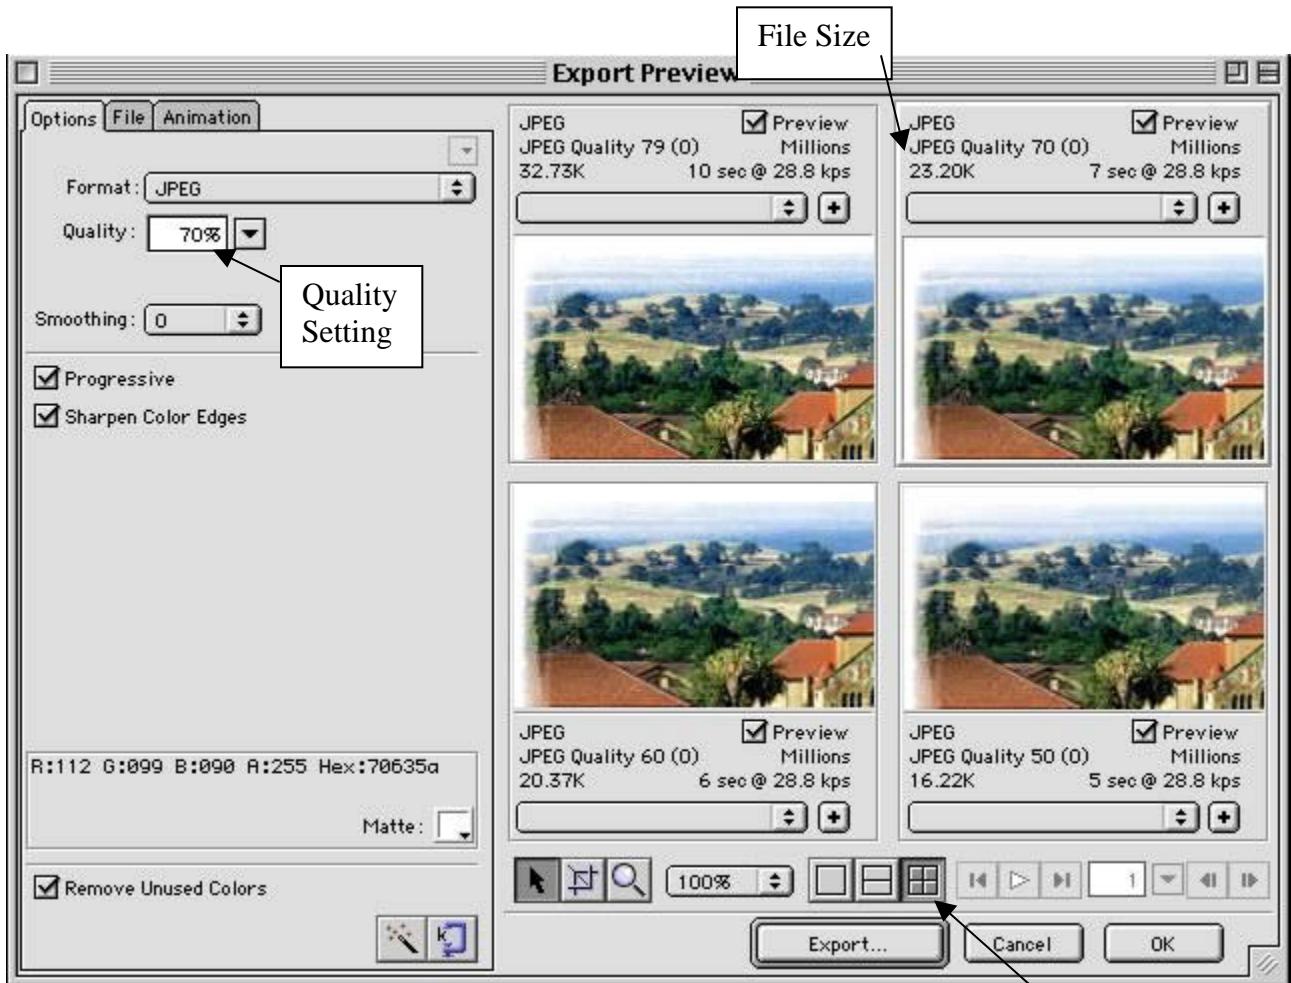 File Size
Export Preview
Options File Animation
Format: JPEG
Quality: 70%
Quality
Setting
Smoothing: 0
Progressive
Sharpen Color Edges
R:112 G:099 B:090 A:255 Hex:70635a
Matte:
Remove Unused Colors
JPEG Preview
JPEG Quality 79 (0) Millions
32.73K 10 sec @ 28.8 kps
JPEG Preview
JPEG Quality 70 (0) Millions
23.20K 7 sec @ 28.8 kps
JPEG Preview
JPEG Quality 60 (0) Millions
20.37K 6 sec @ 28.8 kps
JPEG Preview
JPEG Quality 50 (0) Millions
16.22K 5 sec @ 28.8 kps
100% 1
Export... Cancel OK